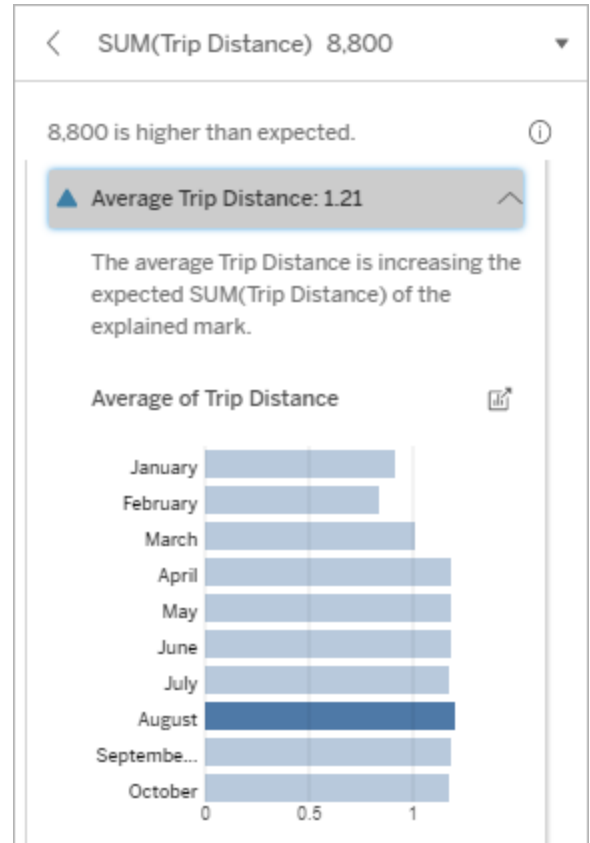 SUM(Trip Distance) 8,800
8,800 is higher than expected.
Average Trip Distance: 1.21
The average Trip Distance is increasing the
expected SUM(Trip Distance) of the
explained mark.
Average of Trip Distance
January
February
March
April
May
June
July
August
Septembe...
October
0 0.5 1